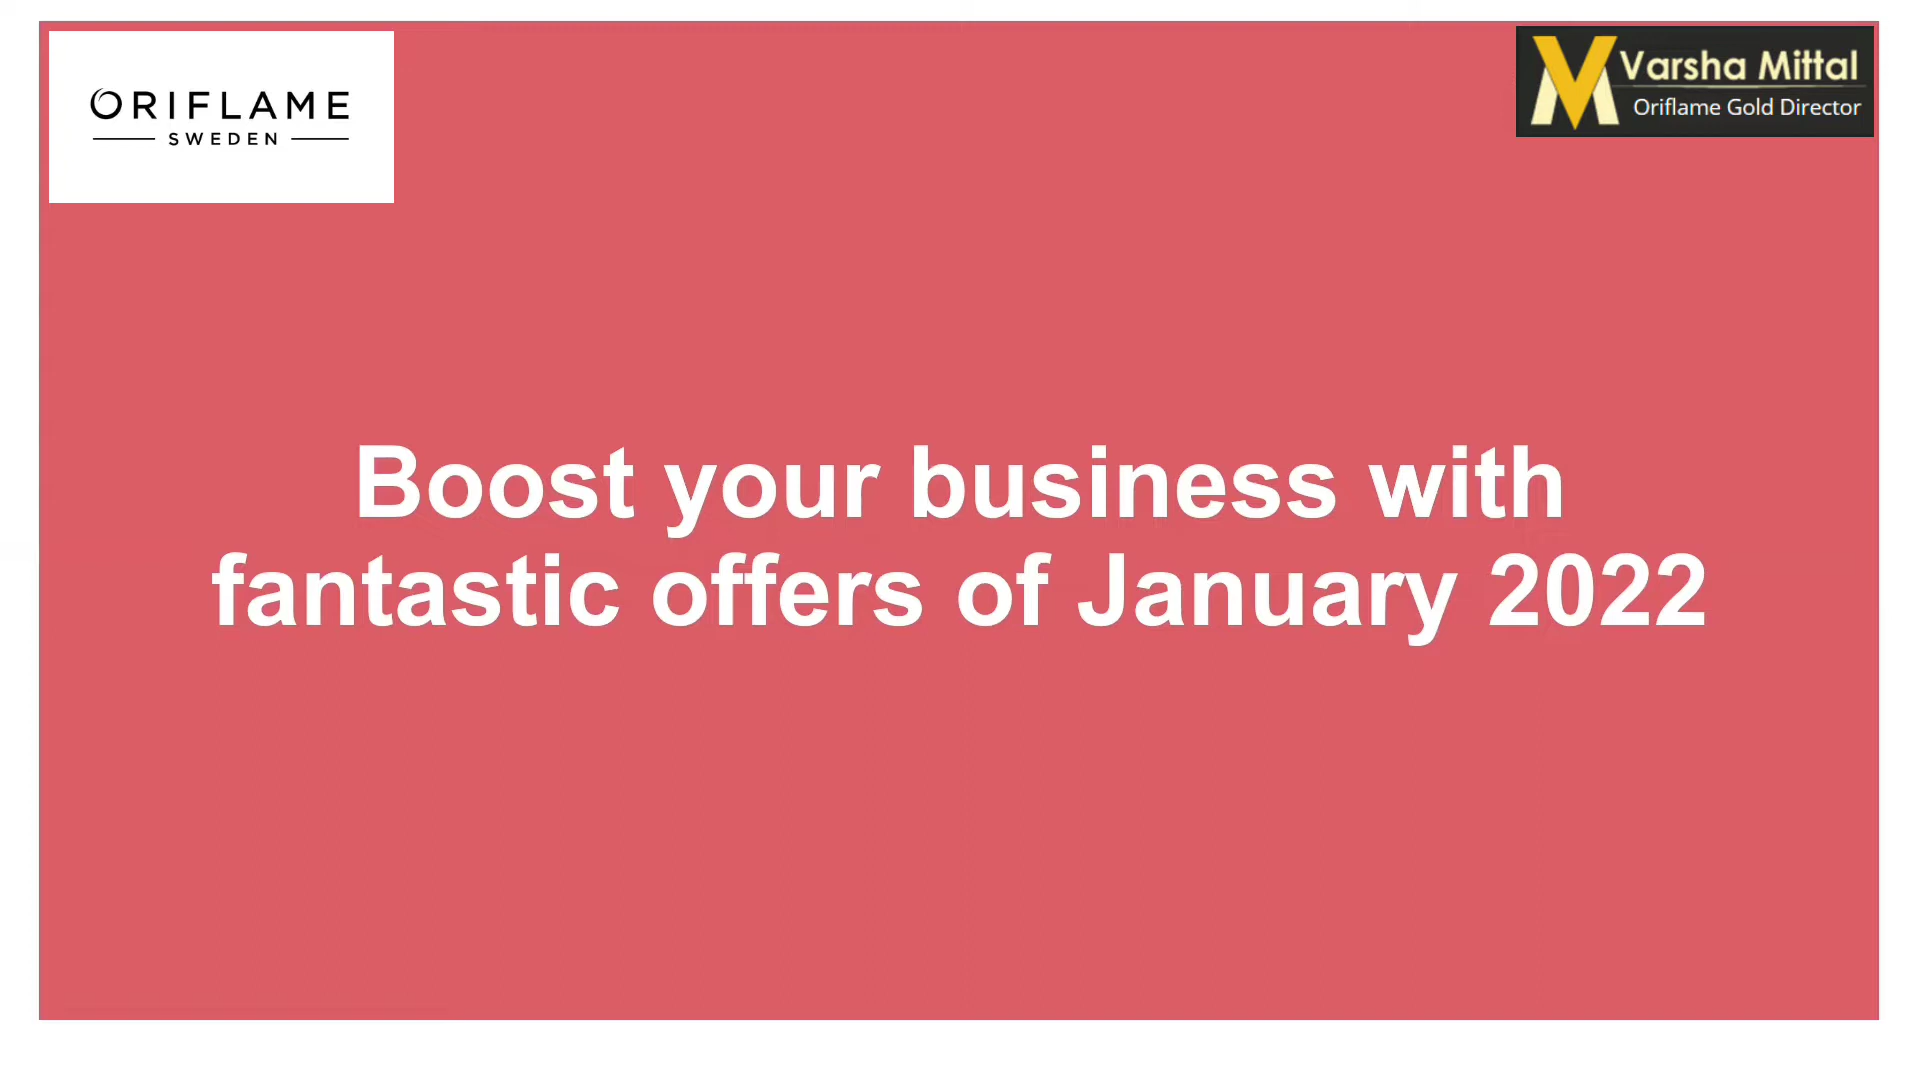 ORIFLAME
SWEDEN
Varsha Mittal
Oriflame Gold Director
Boost your business with
fantastic offers of January 2022